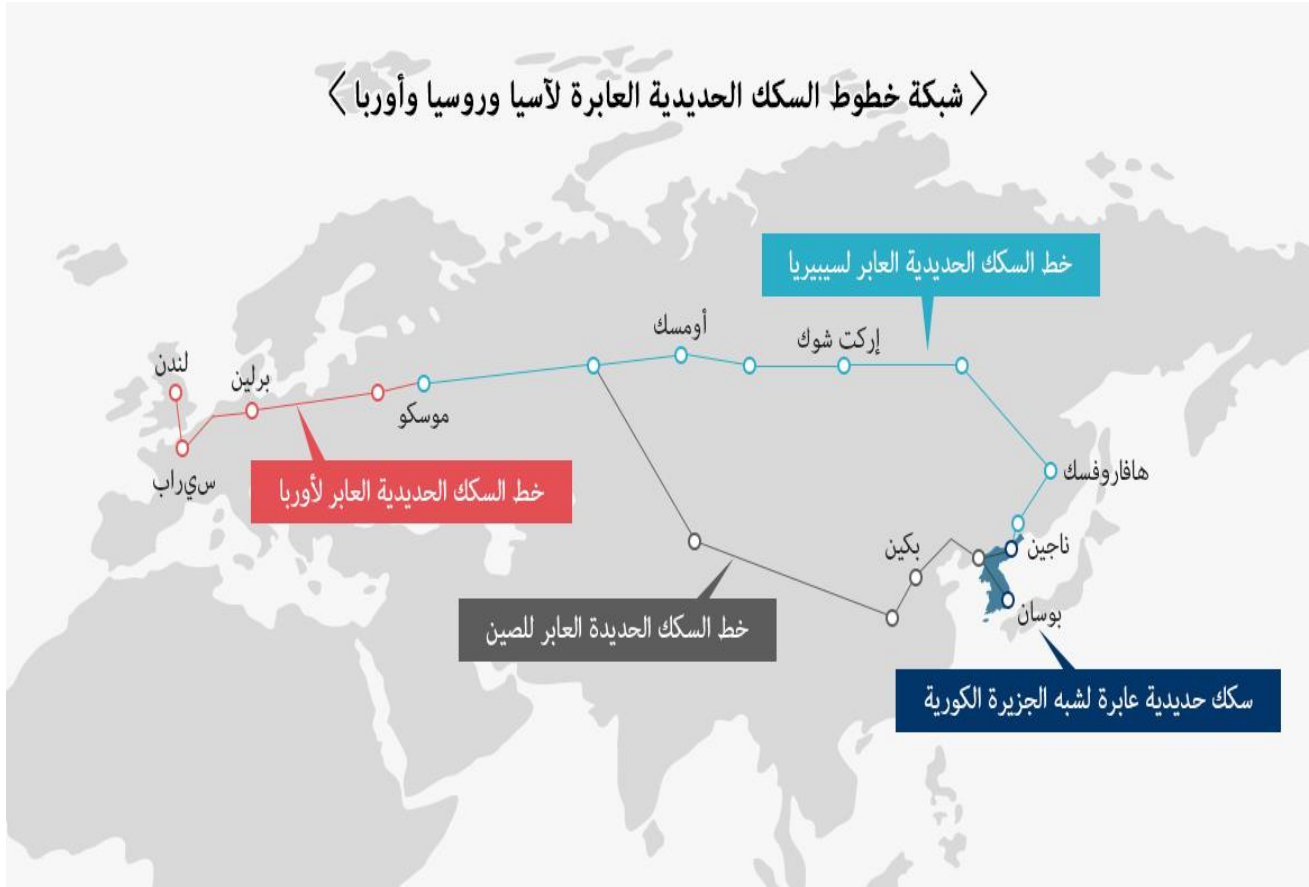 〈 شبكة خطوط السكك الحديدية العابرة لآسيا وروسيا وأوربا 〉
خط السكك الحديدية العابر لسيبيريا
أومسك
إركت شوك
لندن
برلين
موسكو
سيراب
هافاروفسك
خط السكك الحديدية العابر لأوربا
ناجين
بكين
بوسان
خط السكك الحديدة العابر للصين
سكك حديدية عابرة لشبه الجزيرة الكورية